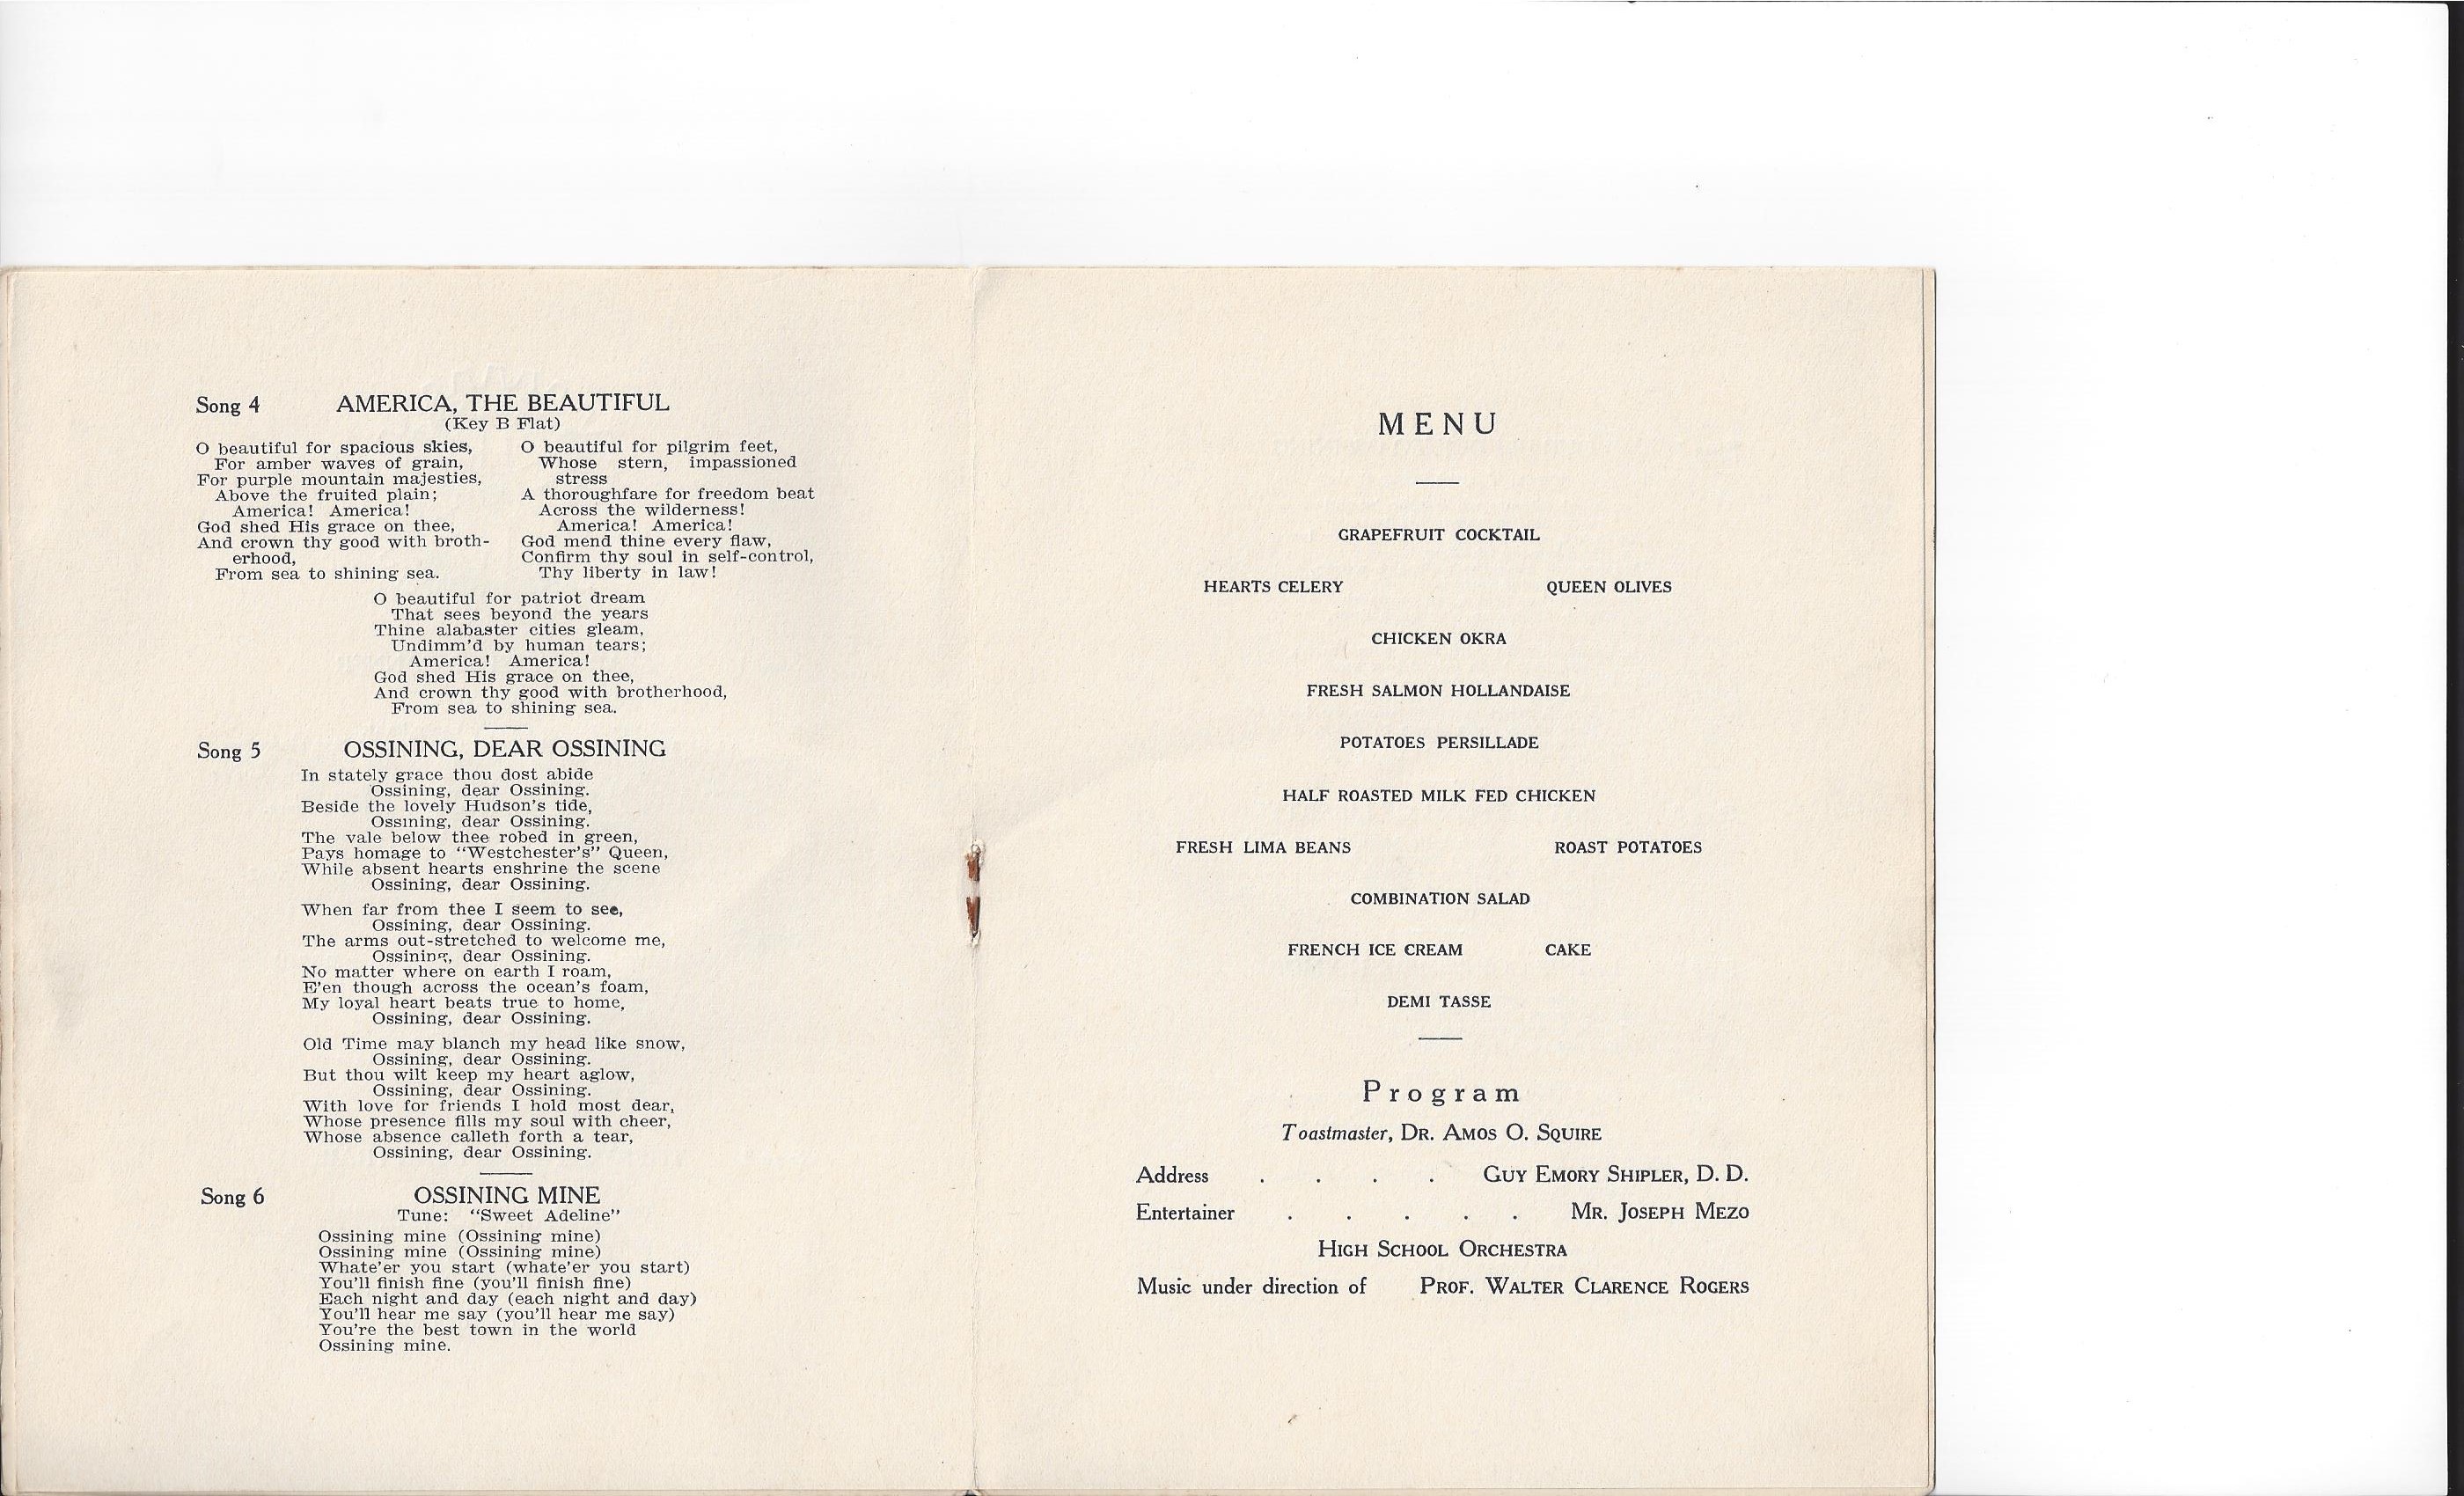 Song 4 AMERICA, THE BEAUTIFUL
(Key B Flat)
O beautiful for spacious skies,
For amber waves of grain,
For purple mountain majesties,
Above the fruited plain;
America! America!
God shed His grace on thee,
And crown thy good with broth-
erhood,
From sea to shining sea.
O beautiful for pilgrim feet,
Whose stern, impassioned
stress
A thoroughfare for freedom beat
Across the wilderness!
America! America!
God mend thine every flaw,
Confirm thy soul in self-control,
Thy liberty in law!
O beautiful for patriot dream
That sees beyond the years
Thine alabaster cities gleam,
Undimm'd by human tears;
America! America!
God shed His grace on thee,
And crown thy good with brotherhood,
From sea to shining sea.
Song 5 OSSINING, DEAR OSSINING
In stately grace thou dost abide
Ossining, dear Ossining.
Beside the lovely Hudson's tide,
Ossining, dear Ossining.
The vale below thee robed in green,
Pays homage to "Westchester's" Queen,
While absent hearts enshrine the scene
Ossining, dear Ossining.
When far from thee I seem to see,
Ossining, dear Ossining.
The arms out-stretched to welcome me,
Ossining, dear Ossining.
No matter where on earth I roam,
E'en though across the ocean's foam,
My loyal heart beats true to home,
Ossining, dear Ossining.
Old Time may blanch my head like snow,
Ossining, dear Ossining.
But thou wilt keep my heart aglow,
Ossining, dear Ossining.
With love for friends I hold most dear,
Whose presence fills my soul with cheer,
Whose absence calleth forth a tear,
Ossining, dear Ossining.
Song 6 OSSINING MINE
Tune: "Sweet Adeline"
Ossining mine (Ossining mine)
Ossining mine (Ossining mine)
Whate'er you start (whate'er you start)
You'll finish fine (you'll finish fine)
Each night and day (each night and day)
You'll hear me say (you'll hear me say)
You're the best town in the world
Ossining mine.
MENU
GRAPEFRUIT COCKTAIL
HEARTS CELERY QUEEN OLIVES
CHICKEN OKRA
FRESH SALMON HOLLANDAISE
POTATOES PERSILLADE
HALF ROASTED MILK FED CHICKEN
FRESH LIMA BEANS ROAST POTATOES
COMBINATION SALAD
FRENCH ICE CREAM CAKE
DEMI TASSE
Program
Toastmaster, DR. AMOS O. SQUIRE
Address . . . . GUY EMORY SHIPLER, D. D.
Entertainer . . . . . MR. JOSEPH MEZO
HIGH SCHOOL ORCHESTRA
Music under direction of PROF. WALTER CLARENCE ROGERS